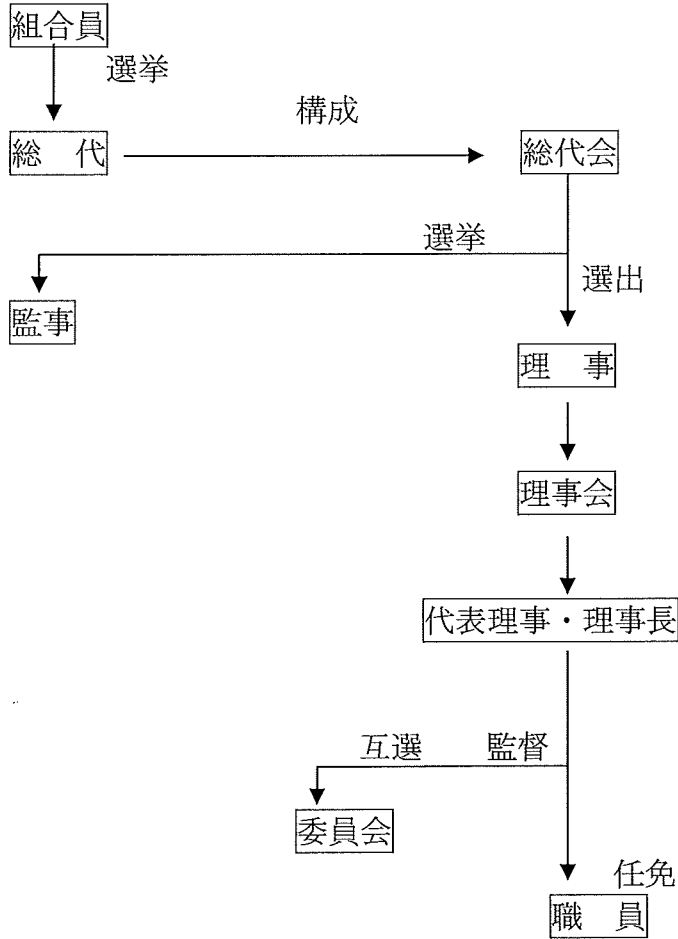 組合員
選挙
構成
総　代
総代会
選挙
選出
監事
理　事
理事会
代表理事・理事長
互選　監督
委員会
任免
職　員